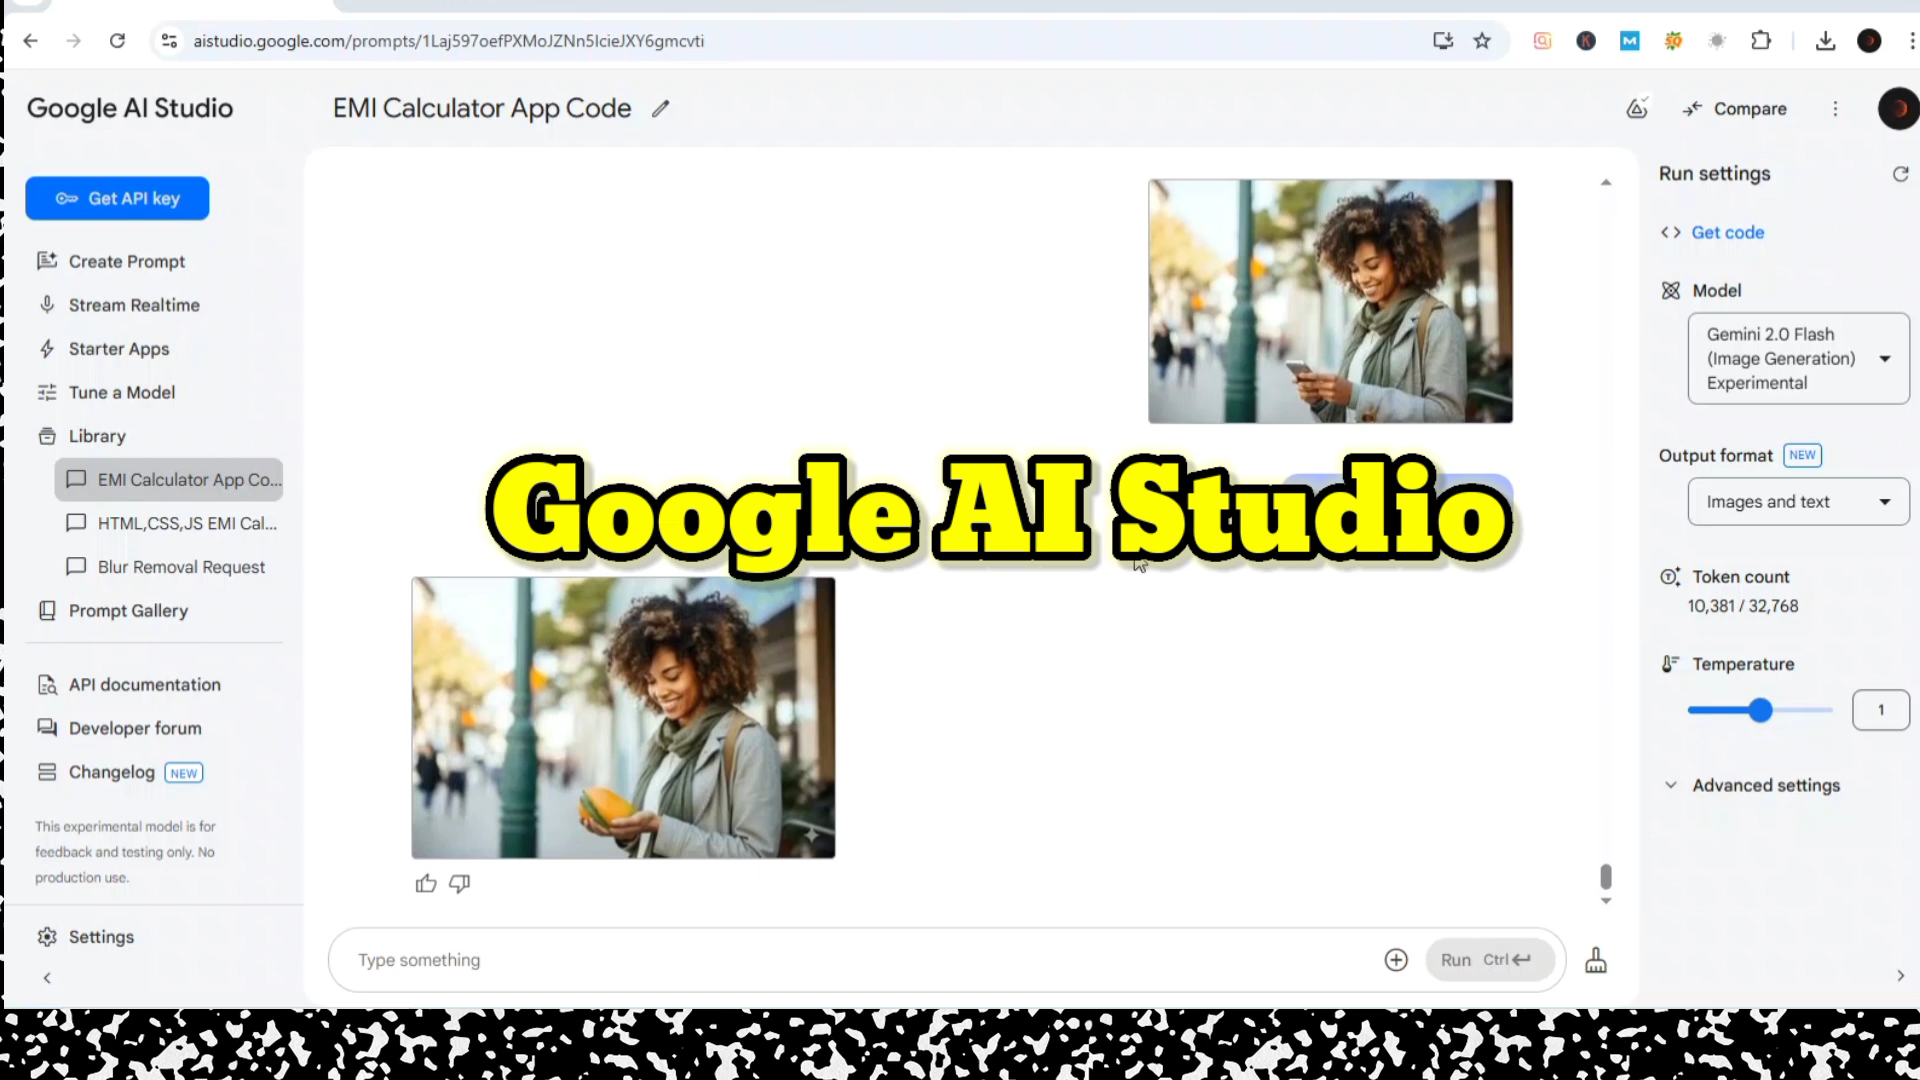 aistudio.google.com/prompts/1Laj597oefPXMoJZNn5IcieJXY6gmcvti
Google AI Studio
EMI Calculator App Code
Compare
Get API key
Create Prompt
Stream Realtime
Starter Apps
Tune a Model
Library
EMI Calculator App Co...
HTML,CSS,JS EMI Cal...
Blur Removal Request
Prompt Gallery
API documentation
Developer forum
Changelog NEW
This experimental model is for
feedback and testing only. No
production use.
Settings
Google AI Studio
Type something
Run Ctrl
Run settings
Get code
Model
Gemini 2.0 Flash
(Image Generation)
Experimental
Output format NEW
Images and text
Token count
10,381 / 32,768
Temperature
1
Advanced settings